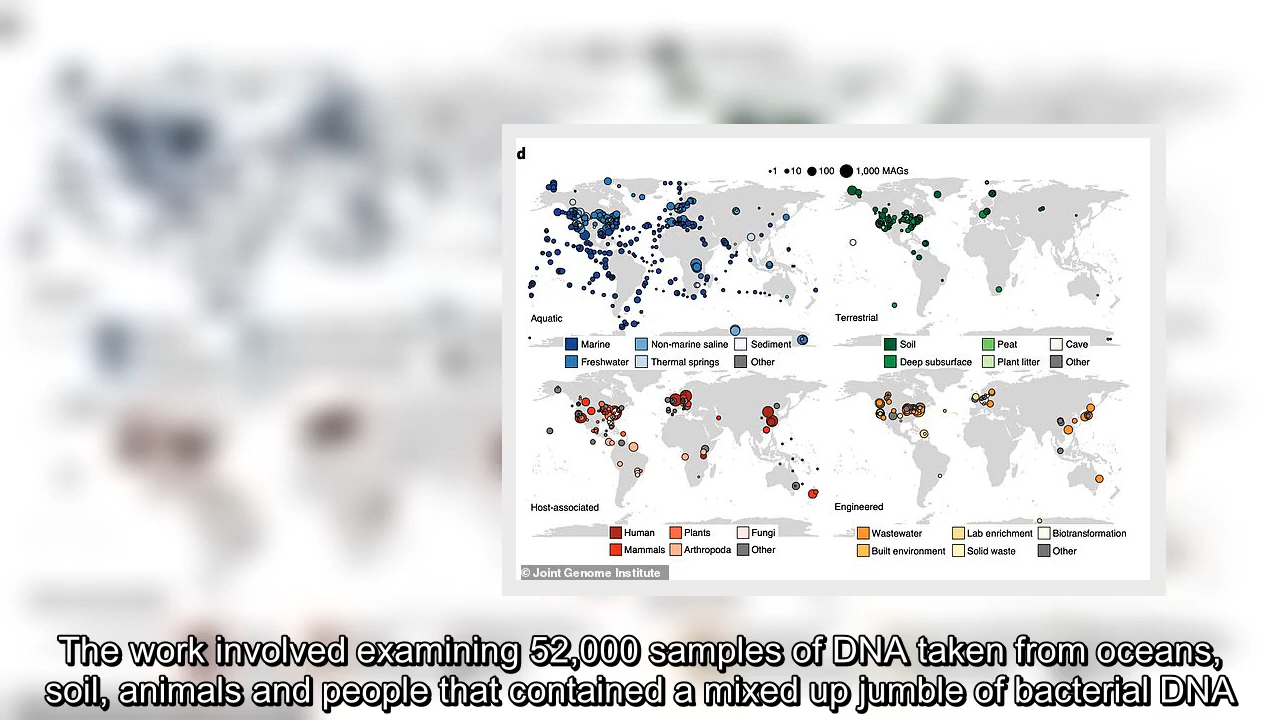 d
1 10 100 1,000 MAGs
Aquatic
Marine Non-marine saline Sediment
Freshwater Thermal springs Other
Terrestrial
Soil Peat Cave
Deep subsurface Plant litter Other
Host-associated
Human Plants Fungi
Mammals Arthropoda Other
Engineered
Wastewater Lab enrichment Biotransformation
Built environment Solid waste Other
© Joint Genome Institute
The work involved examining 52,000 samples of DNA taken from oceans,
soil, animals and people that contained a mixed up jumble of bacterial DNA